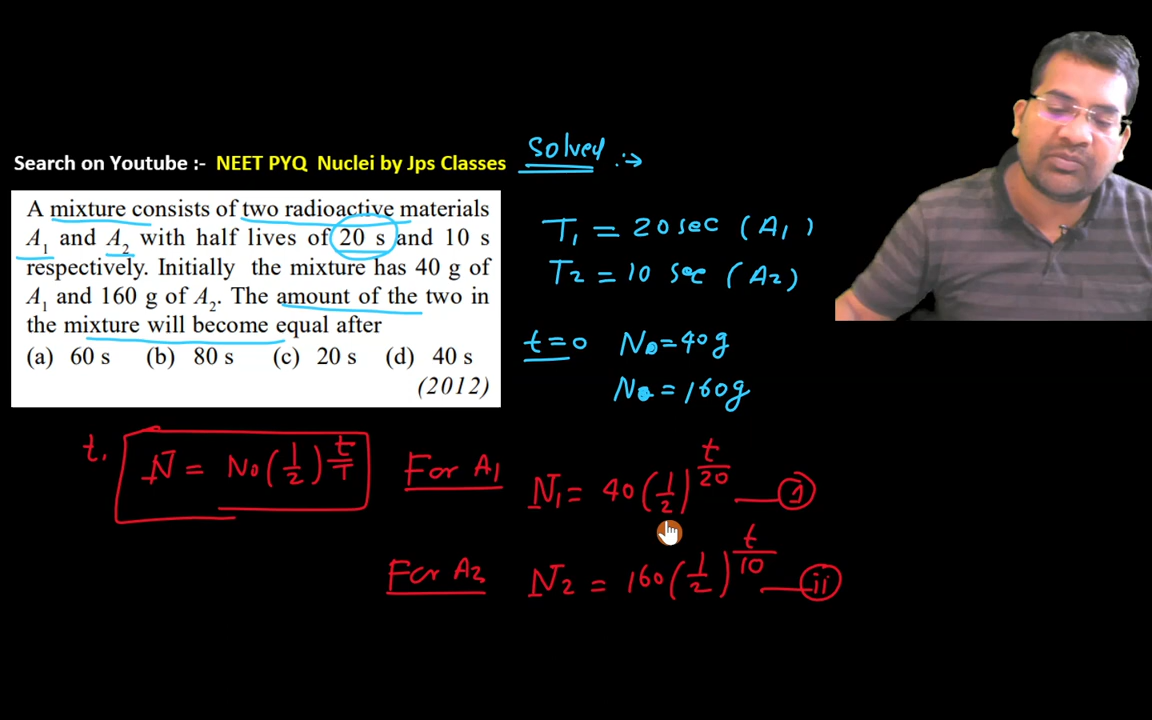 Search on Youtube :- NEET PYQ Nuclei by Jps Classes
A mixture consists of two radioactive materials
A₁ and A₂ with half lives of 20 s and 10 s
respectively. Initially the mixture has 40 g of
A₁ and 160 g of A₂. The amount of the two in
the mixture will become equal after
(a) 60 s (b) 80 s (c) 20 s (d) 40 s
(2012)
Solved :→
T₁ = 20 sec (A₁)
T₂ = 10 sec (A₂)
t=0 N₀=40g
N₀=160g
t. N = N₀(1/2)^(t/T)
For A₁ N₁= 40(1/2)^(t/20) — (i)
For A₂ N₂ = 160(1/2)^(t/10) — (ii)